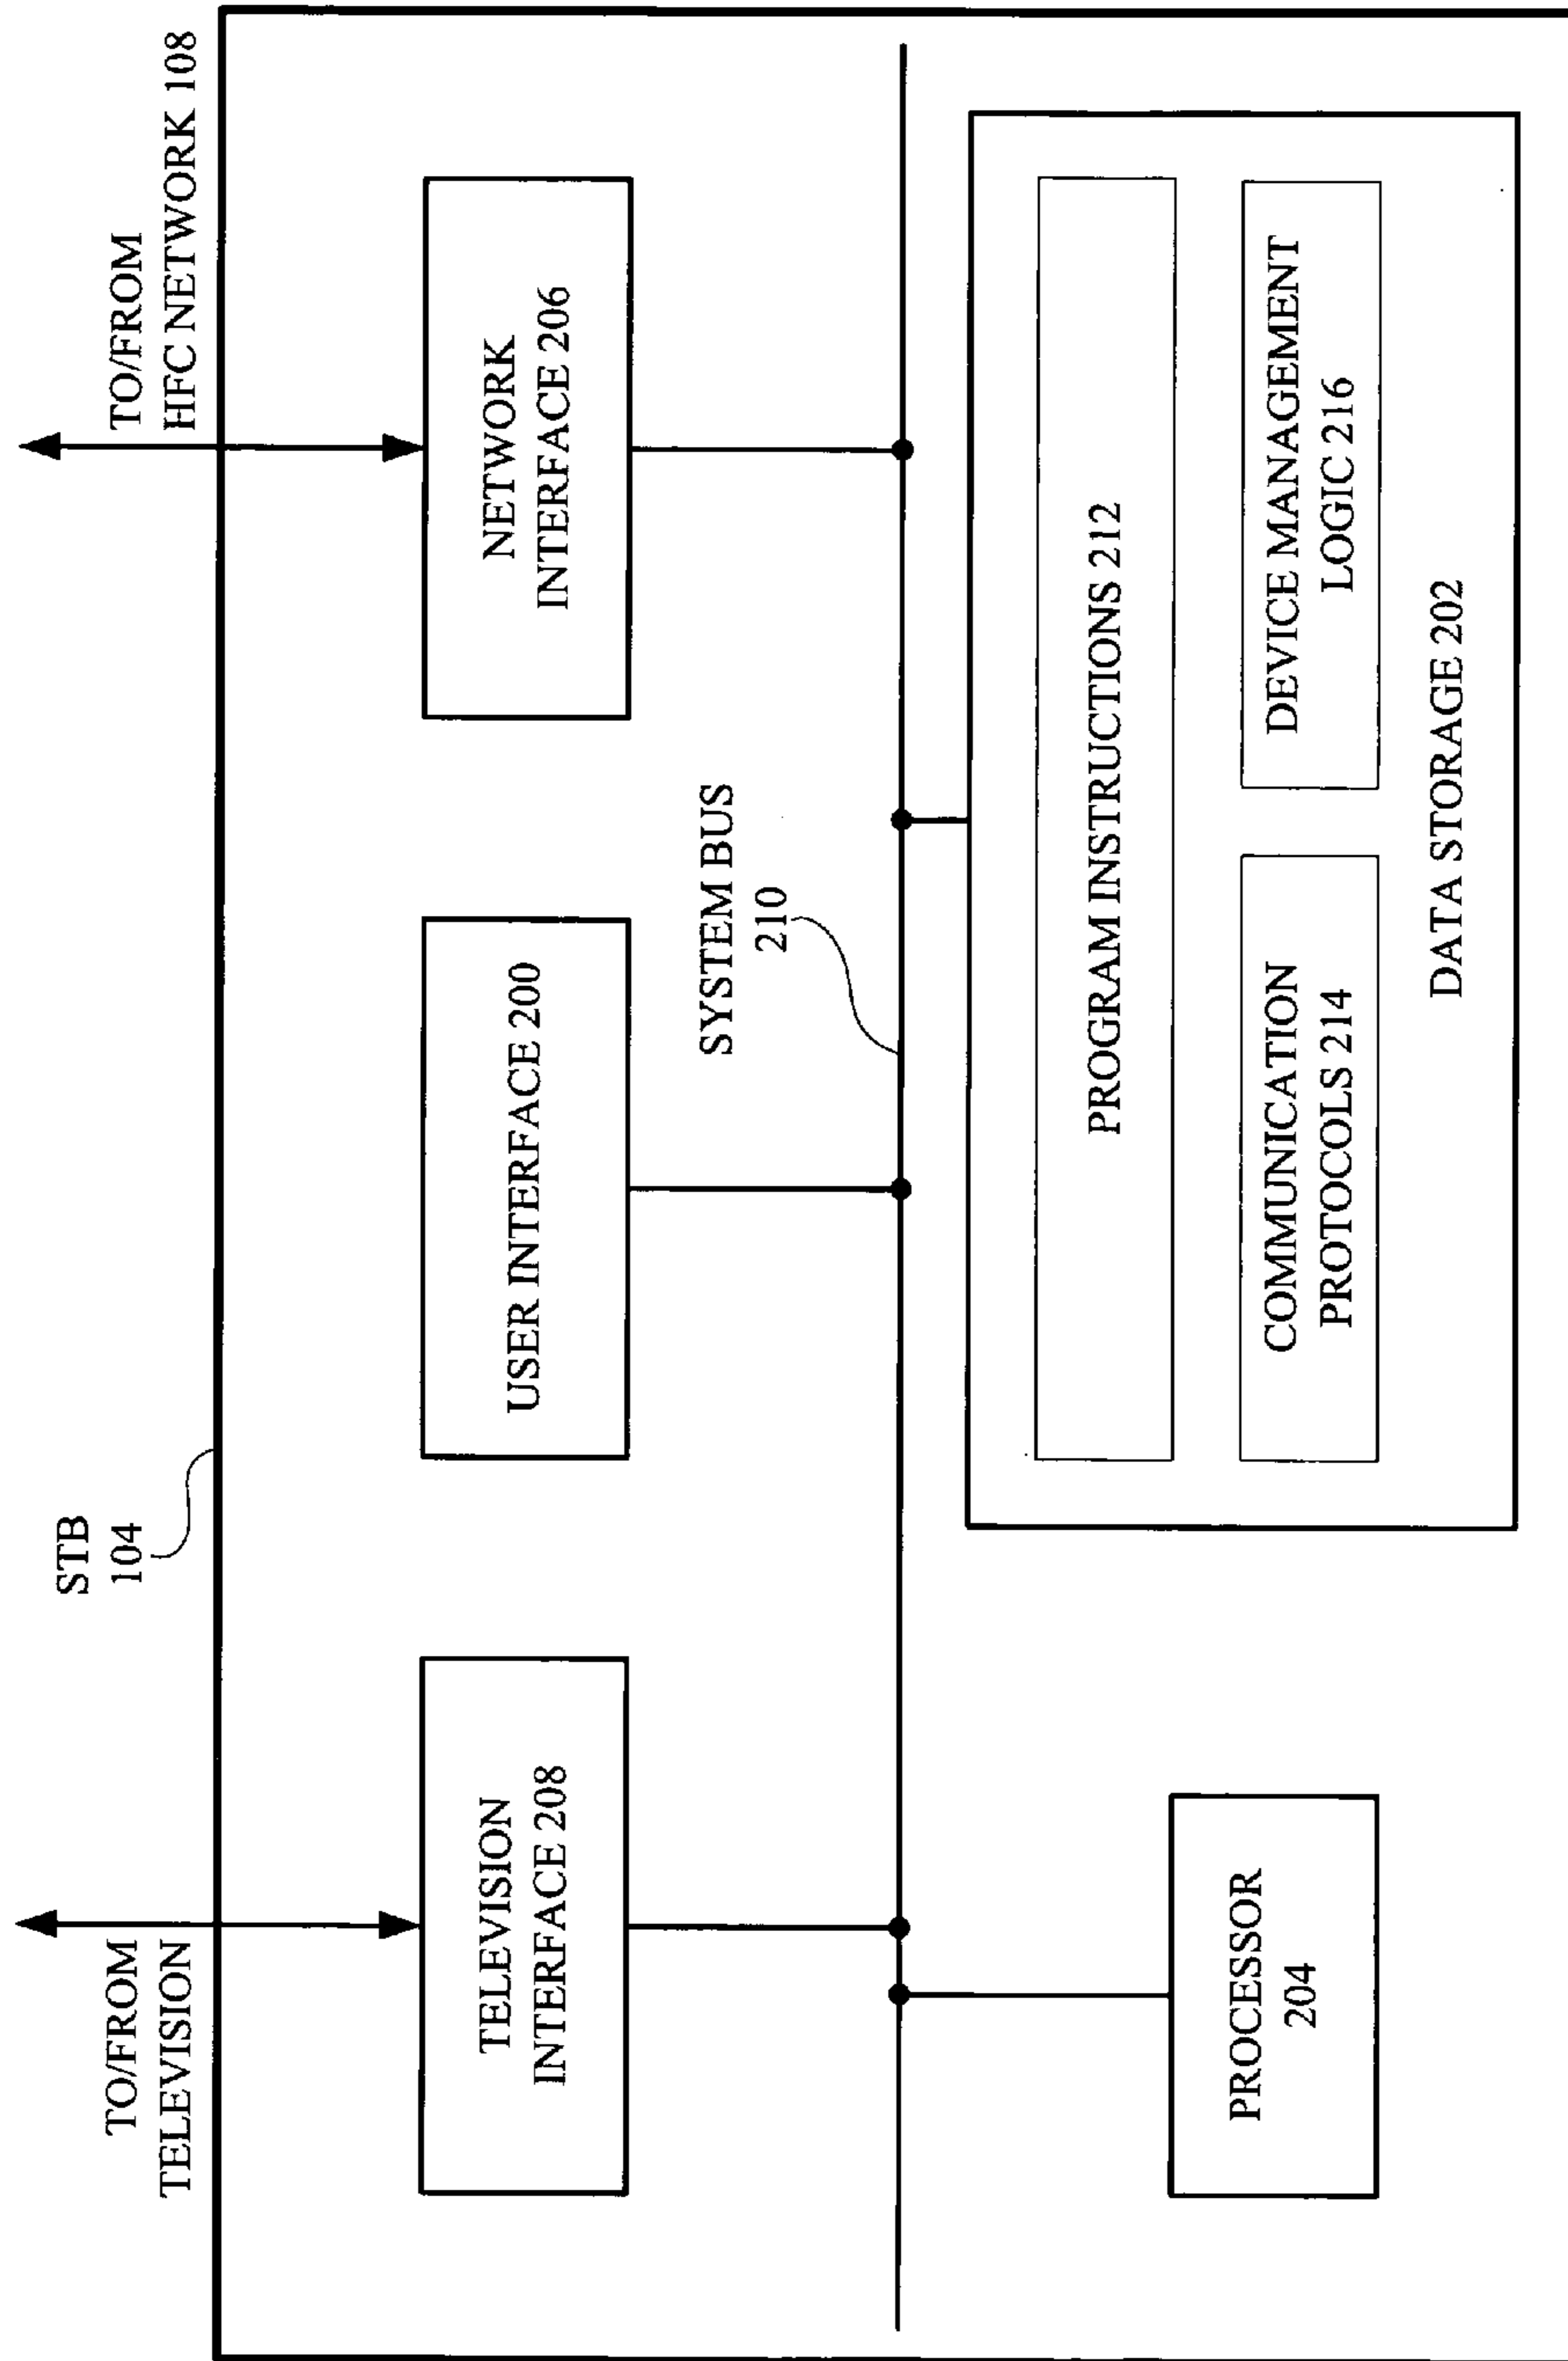 STB
104
TO/FROM
TELEVISION
TO/FROM
HFC NETWORK 108
TELEVISION
INTERFACE 208
USER INTERFACE 200
NETWORK
INTERFACE 206
SYSTEM BUS
210
PROCESSOR
204
PROGRAM INSTRUCTIONS 212
COMMUNICATION
PROTOCOLS 214
DEVICE MANAGEMENT
LOGIC 216
DATA STORAGE 202